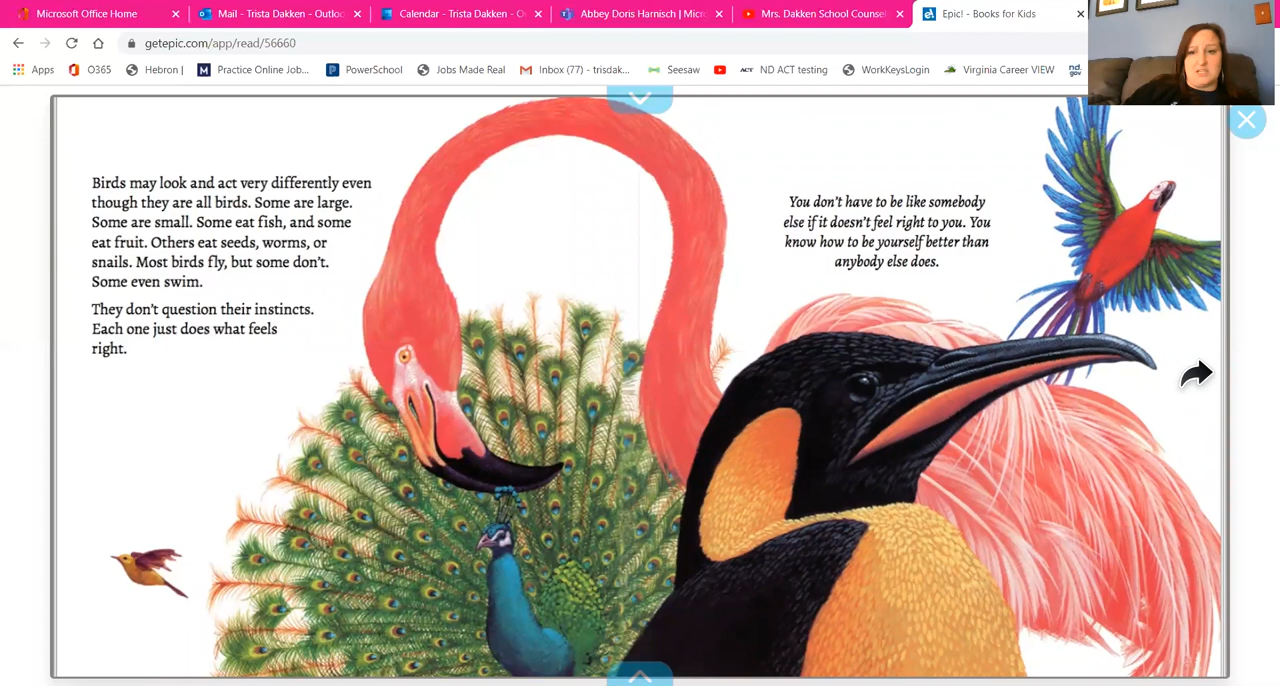 Microsoft Office Home
Mail - Trista Dakken - Outloo
Calendar - Trista Dakken - O
Abbey Doris Harnisch | Micr
Mrs. Dakken School Counsel
Epic! - Books for Kids
getepic.com/app/read/56660
Apps
O365
Hebron |
Practice Online Job...
PowerSchool
Jobs Made Real
Inbox (77) - trisdak...
Seesaw
ACT
ND ACT testing
WorkKeysLogin
Virginia Career VIEW
nd.
gov
Birds may look and act very differently even
though they are all birds. Some are large.
Some are small. Some eat fish, and some
eat fruit. Others eat seeds, worms, or
snails. Most birds fly, but some don't.
Some even swim.
They don't question their instincts.
Each one just does what feels
right.
You don't have to be like somebody
else if it doesn't feel right to you. You
know how to be yourself better than
anybody else does.